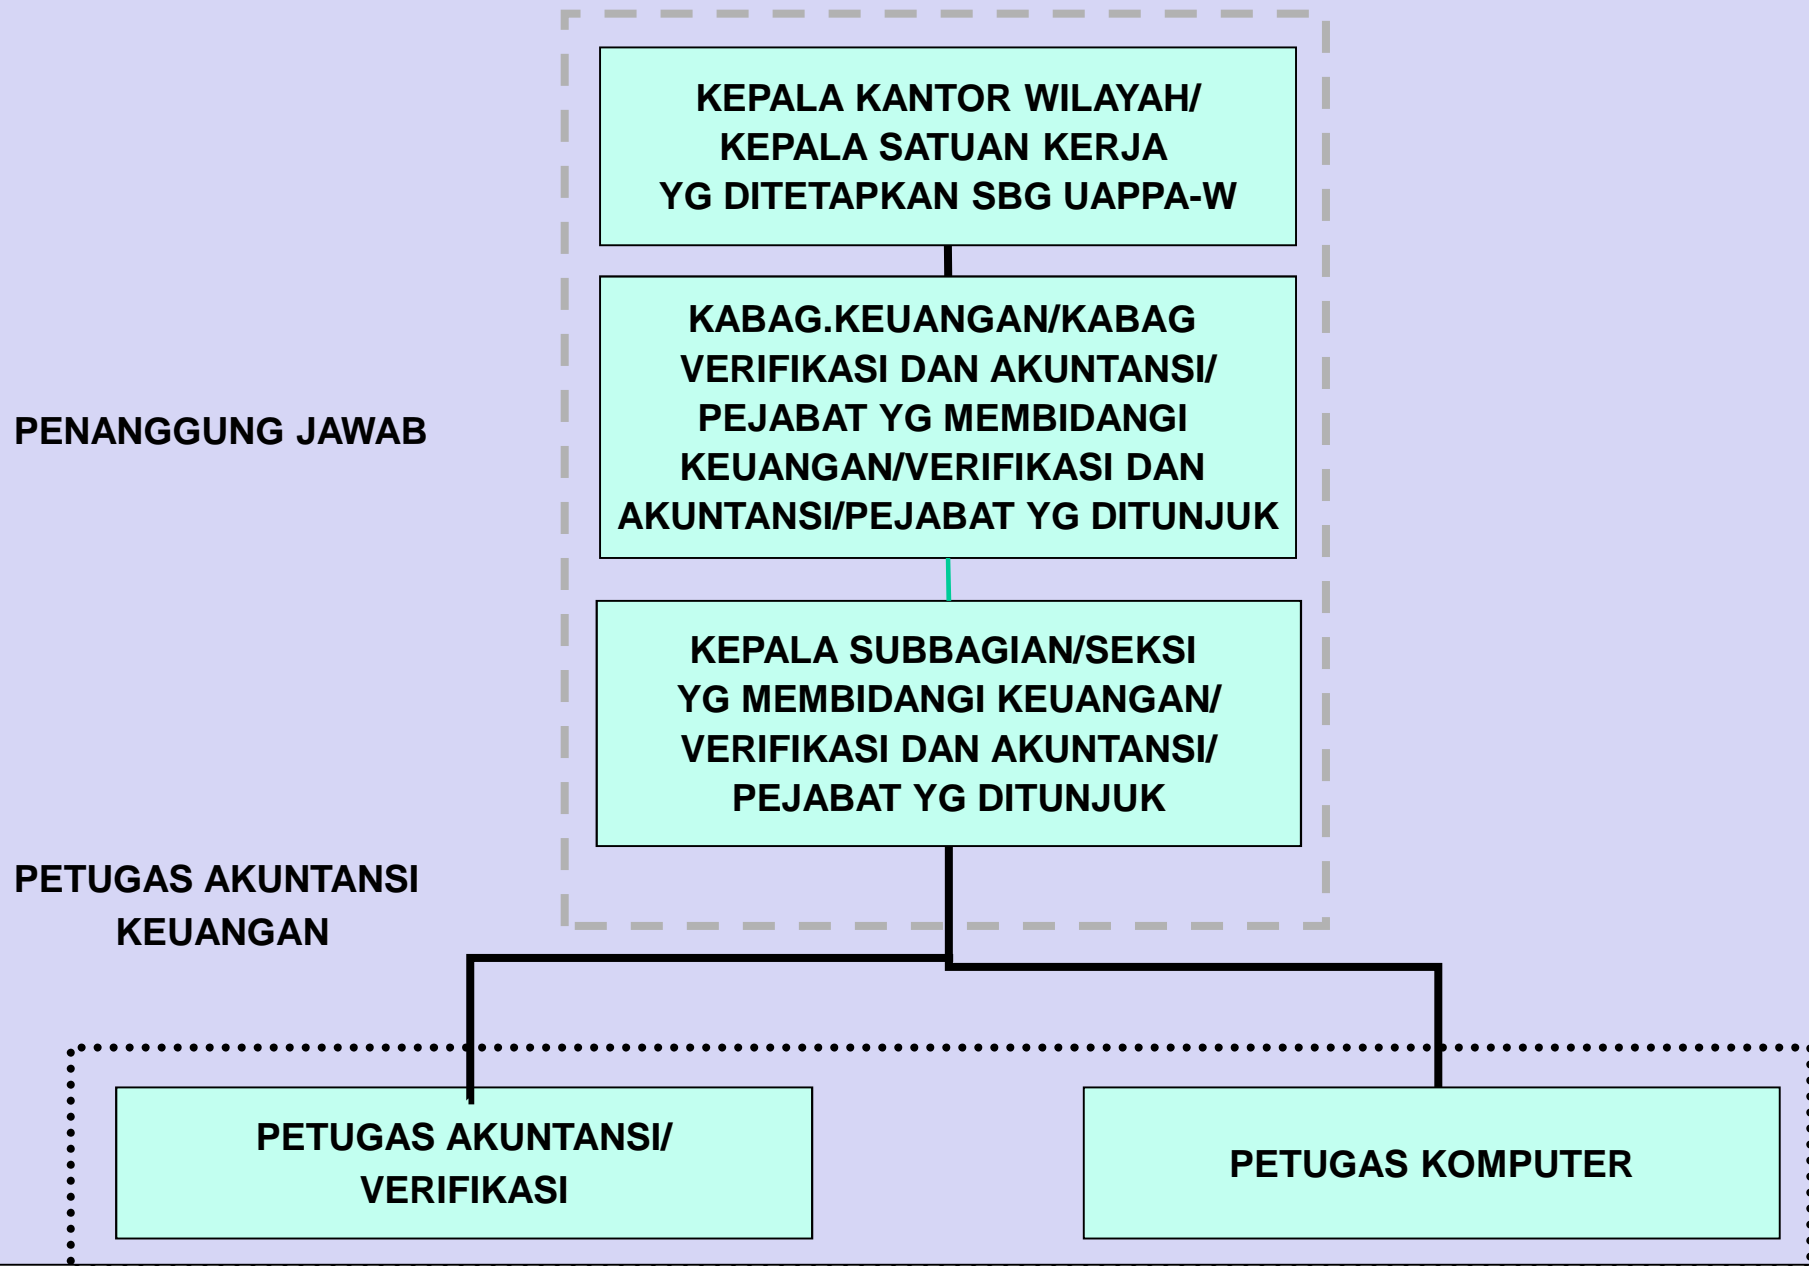 KEPALA KANTOR WILAYAH/
KEPALA SATUAN KERJA
YG DITETAPKAN SBG UAPPA-W
KABAG.KEUANGAN/KABAG
VERIFIKASI DAN AKUNTANSI/
PEJABAT YG MEMBIDANGI
KEUANGAN/VERIFIKASI DAN
AKUNTANSI/PEJABAT YG DITUNJUK
PENANGGUNG JAWAB
KEPALA SUBBAGIAN/SEKSI
YG MEMBIDANGI KEUANGAN/
VERIFIKASI DAN AKUNTANSI/
PEJABAT YG DITUNJUK
PETUGAS AKUNTANSI
KEUANGAN
PETUGAS AKUNTANSI/
VERIFIKASI
PETUGAS KOMPUTER